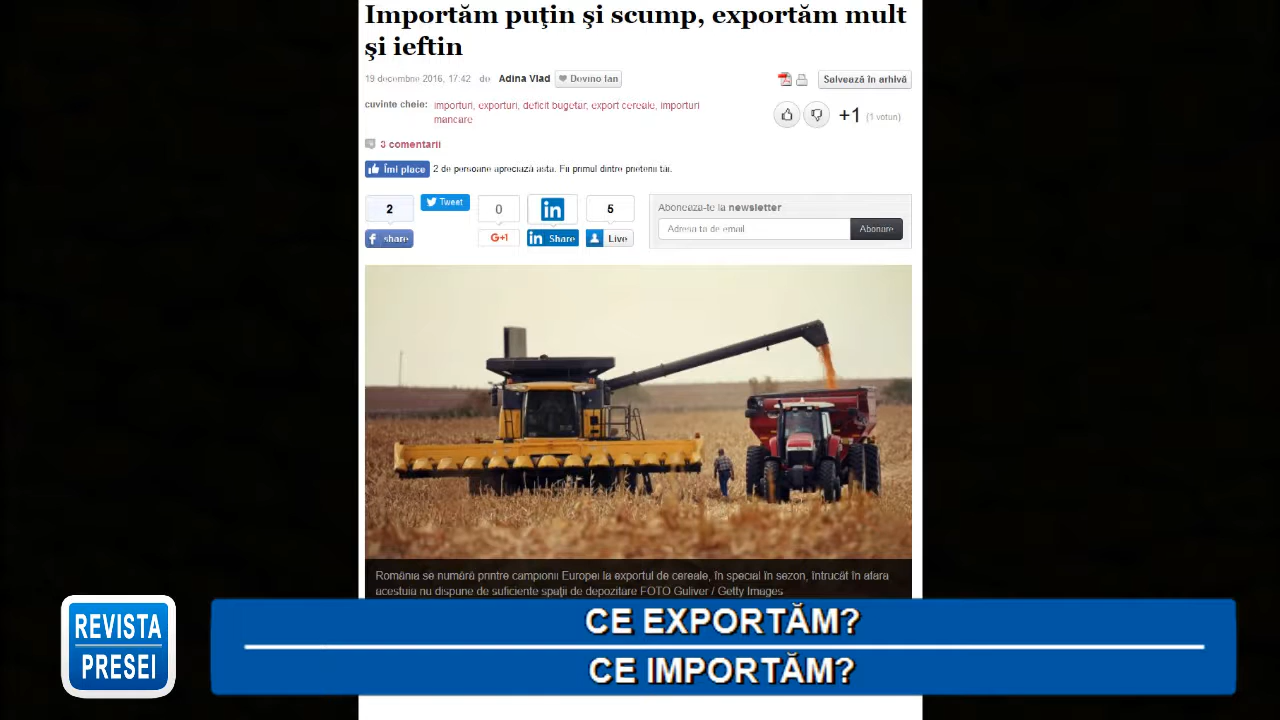 Importăm puţin şi scump, exportăm mult
şi ieftin
19 decembrie 2016, 17:42 de Adina Vlad Devino fan
Salvează în arhivă
cuvinte cheie: importuri, exporturi, deficit bugetar, export cereale, importuri
mancare
+1 (1 voturi)
3 comentarii
Îmi place 2 de persoane apreciază asta. Fii primul dintre prietenii tăi.
2
Tweet
0
in
5
share
G+1
in Share
Live
Abonează-te la newsletter
Adresa ta de email
Abonare
România se numără printre campionii Europei la exportul de cereale, în special în sezon, întrucât în afara
acestuia nu dispune de suficiente spaţii de depozitare FOTO Guliver / Getty Images
REVISTA
PRESEI
CE EXPORTĂM?
CE IMPORTĂM?